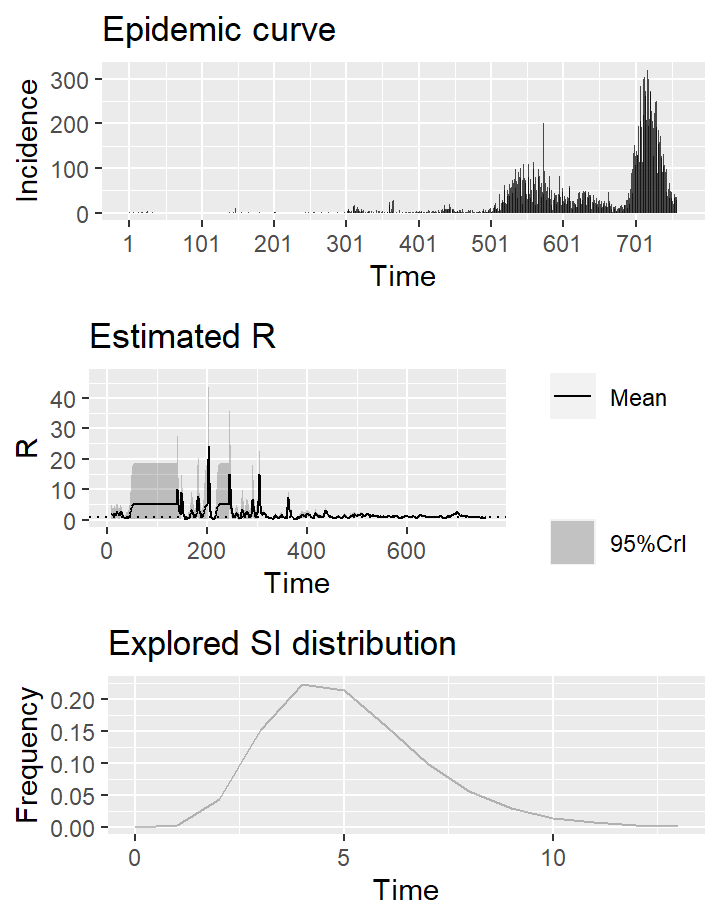 Epidemic curve
Incidence
300
200
100
0
1 101 201 301 401 501 601 701
Time
Estimated R
R
40
30
20
10
0
0 200 400 600
Time
Mean
95%CrI
Explored SI distribution
Frequency
0.20
0.15
0.10
0.05
0.00
0 5 10
Time